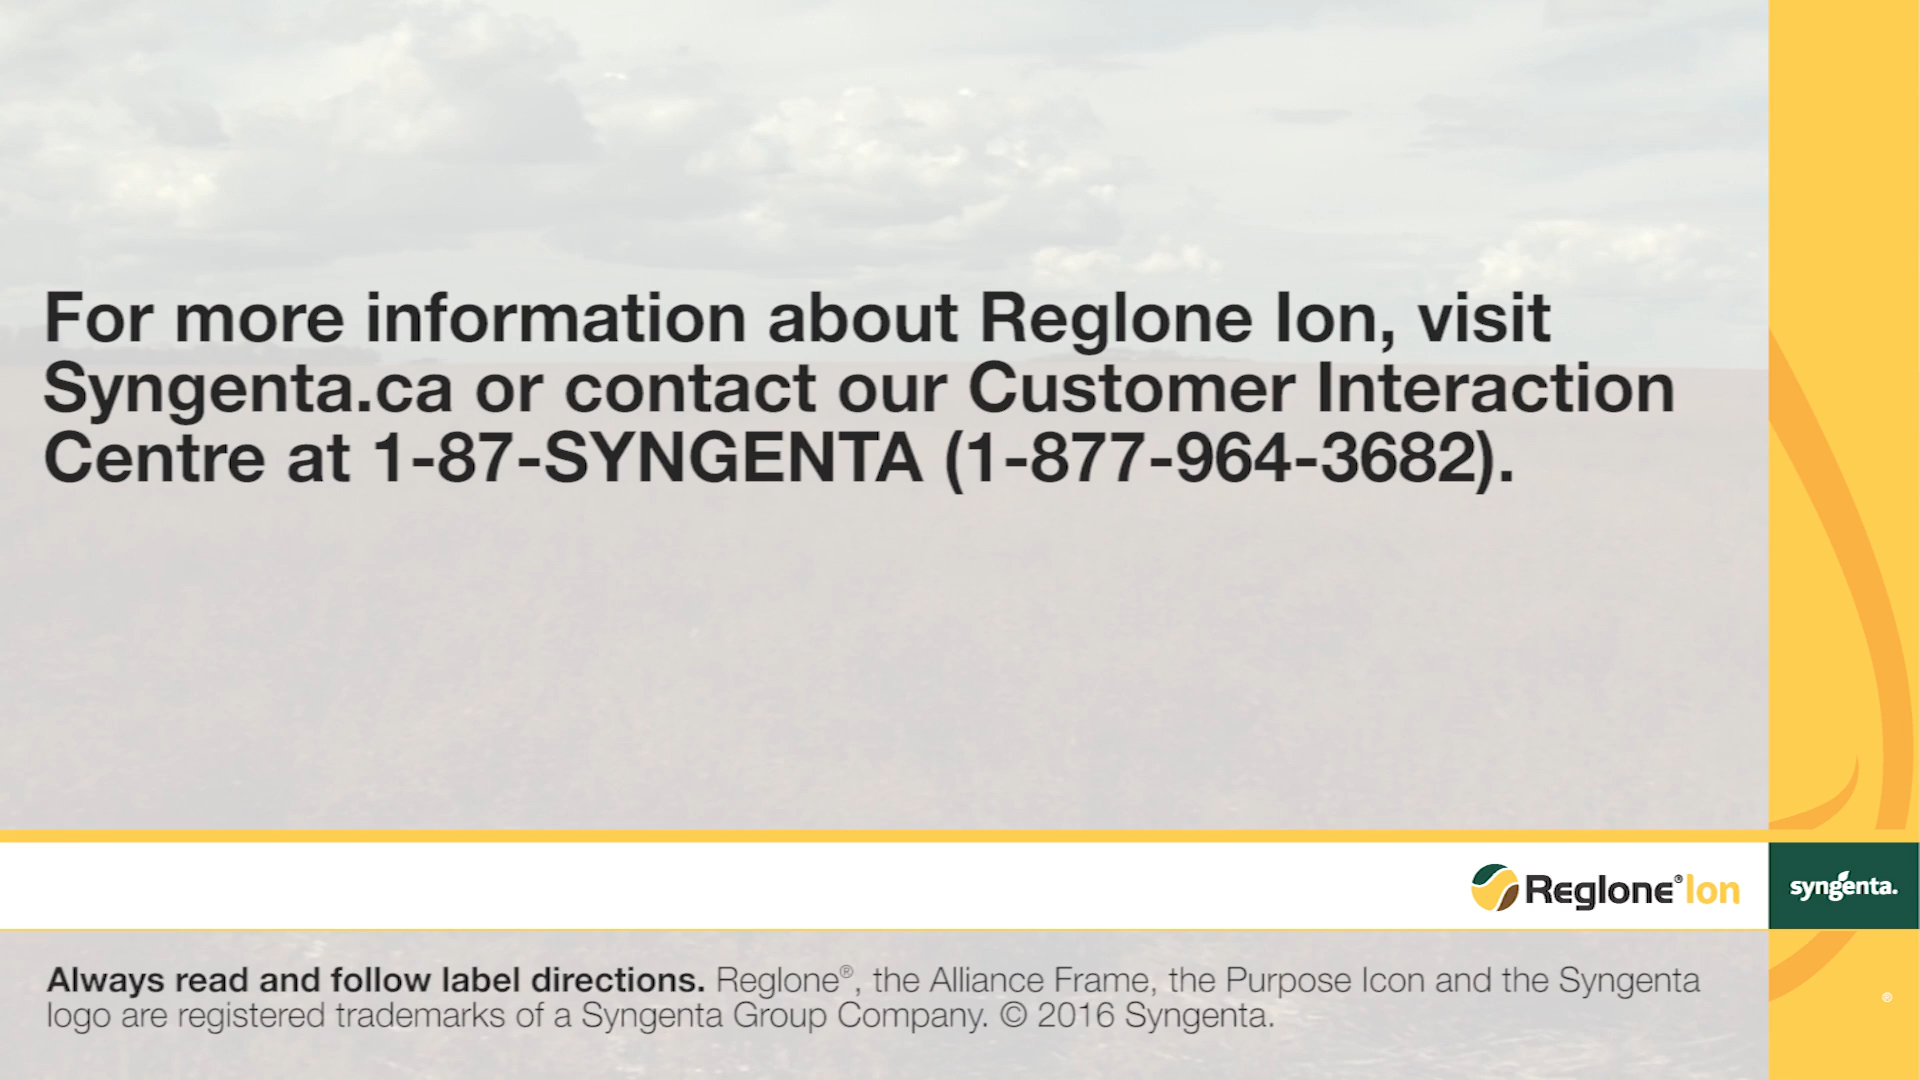 For more information about Reglone Ion, visit
Syngenta.ca or contact our Customer Interaction
Centre at 1-87-SYNGENTA (1-877-964-3682).
Reglone® Ion
syngenta.
Always read and follow label directions. Reglone®, the Alliance Frame, the Purpose Icon and the Syngenta
logo are registered trademarks of a Syngenta Group Company. © 2016 Syngenta.
®